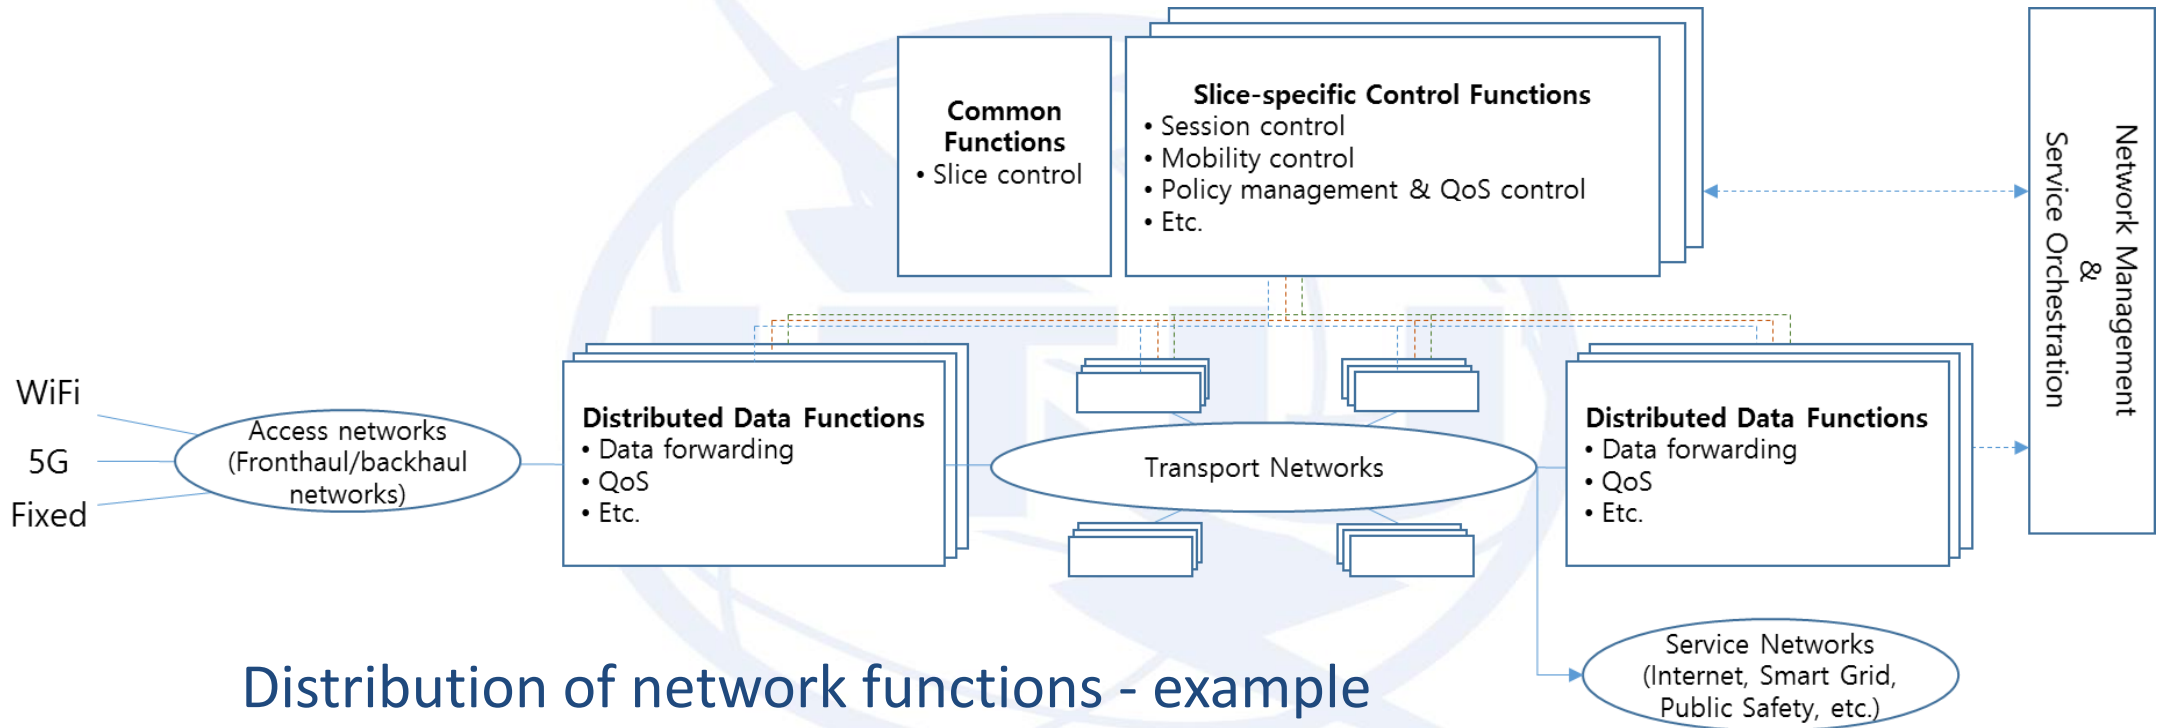 Common
Functions
• Slice control
Slice-specific Control Functions
• Session control
• Mobility control
• Policy management & QoS control
• Etc.
Network Management
&
Service Orchestration
WiFi
5G
Fixed
Access networks
(Fronthaul/backhaul
networks)
Distributed Data Functions
• Data forwarding
• QoS
• Etc.
Transport Networks
Distributed Data Functions
• Data forwarding
• QoS
• Etc.
Service Networks
(Internet, Smart Grid,
Public Safety, etc.)
Distribution of network functions - example
ITU